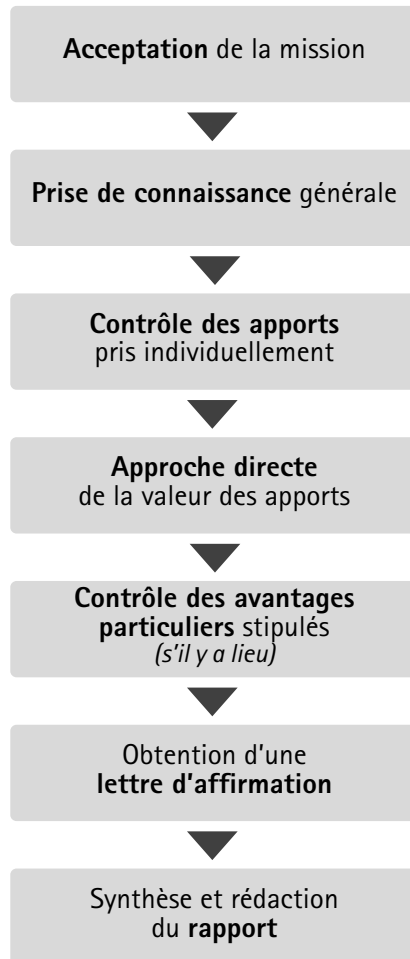 Acceptation de la mission
Prise de connaissance générale
Contrôle des apports
pris individuellement
Approche directe
de la valeur des apports
Contrôle des avantages
particuliers stipulés
(s'il y a lieu)
Obtention d'une
lettre d'affirmation
Synthèse et rédaction
du rapport